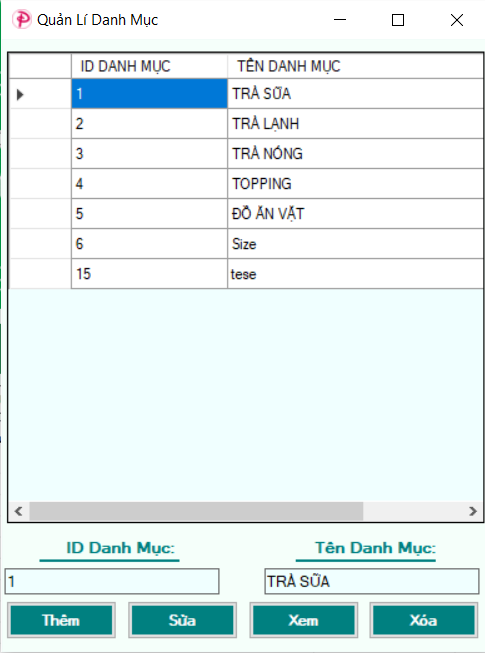 Quản Lí Danh Mục
ID DANH MỤC TÊN DANH MỤC
1 TRÀ SỮA
2 TRÀ LẠNH
3 TRÀ NÓNG
4 TOPPING
5 ĐỒ ĂN VẶT
6 Size
15 tese
ID Danh Mục: Tên Danh Mục:
1 TRÀ SỮA
Thêm Sửa Xem Xóa